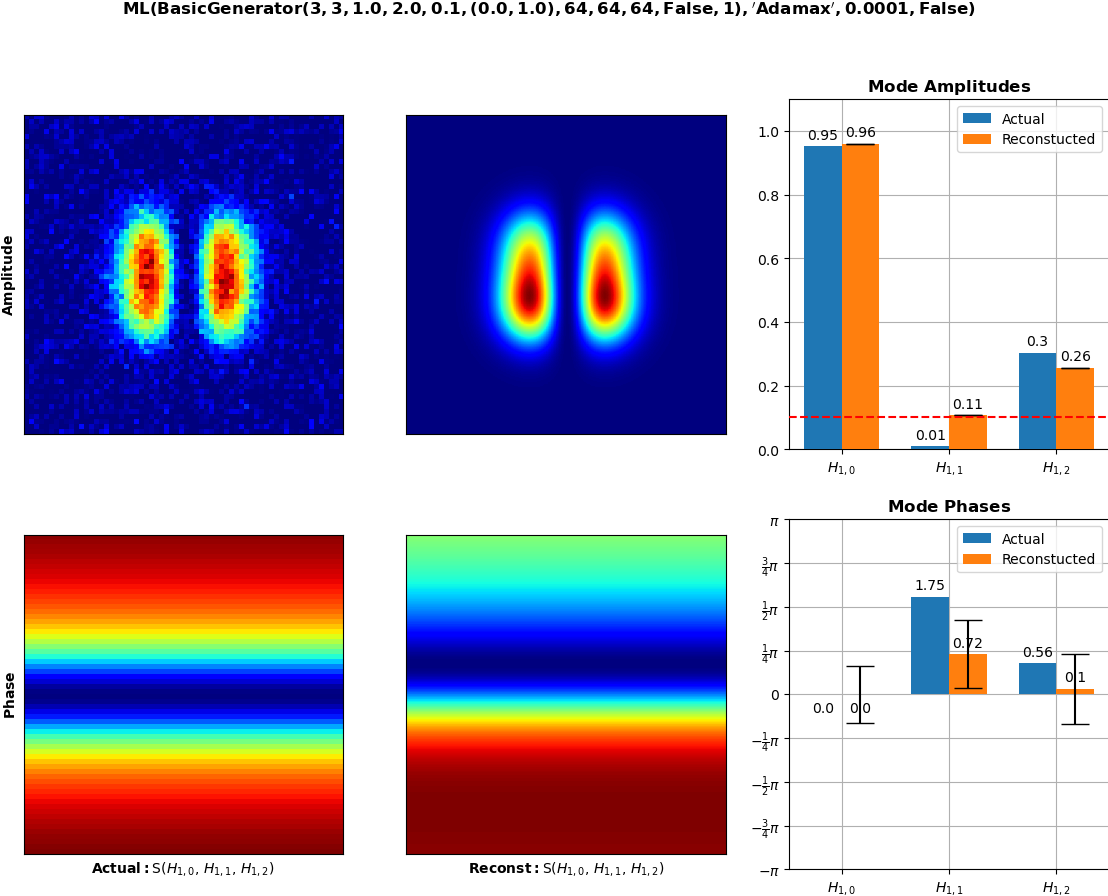 ML(BasicGenerator(3, 3, 1.0, 2.0, 0.1, (0.0, 1.0), 64, 64, 64, False, 1), 'Adamax', 0.0001, False)
Amplitude
Mode Amplitudes
Actual
Reconstucted
1.0
0.8
0.6
0.4
0.2
0.0
0.95
0.96
0.01
0.11
0.3
0.26
H1,0
H1,1
H1,2
Phase
Actual: S(H1,0, H1,1, H1,2)
Reconst: S(H1,0, H1,1, H1,2)
Mode Phases
Actual
Reconstucted
π
3/4π
1/2π
1/4π
0
−1/4π
−1/2π
−3/4π
−π
0.0
0.0
1.75
0.72
0.56
0.1
H1,0
H1,1
H1,2